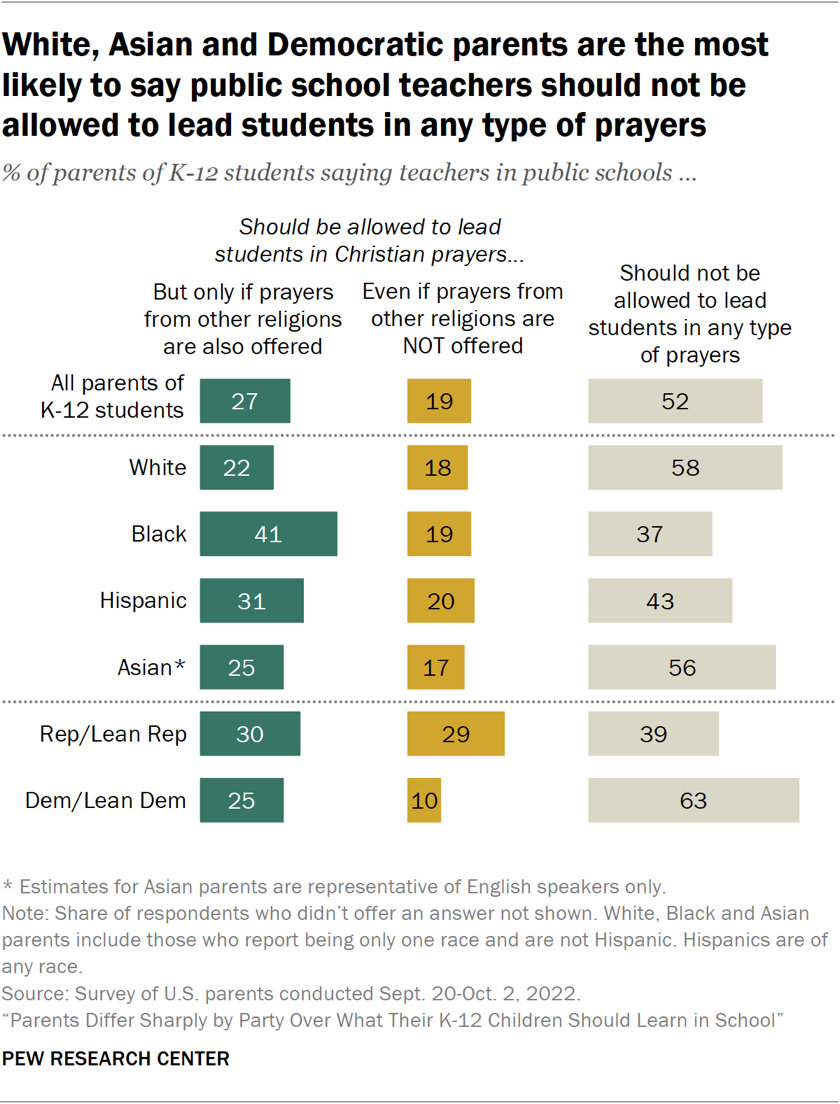 White, Asian and Democratic parents are the most
likely to say public school teachers should not be
allowed to lead students in any type of prayers
% of parents of K-12 students saying teachers in public schools ...
Should be allowed to lead
students in Christian prayers...
But only if prayers
from other religions
are also offered
Even if prayers from
other religions are
NOT offered
Should not be
allowed to lead
students in any type
of prayers
All parents of
K-12 students
27 19 52
White 22 18 58
Black 41 19 37
Hispanic 31 20 43
Asian* 25 17 56
Rep/Lean Rep 30 29 39
Dem/Lean Dem 25 10 63
* Estimates for Asian parents are representative of English speakers only.
Note: Share of respondents who didn’t offer an answer not shown. White, Black and Asian
parents include those who report being only one race and are not Hispanic. Hispanics are of
any race.
Source: Survey of U.S. parents conducted Sept. 20-Oct. 2, 2022.
“Parents Differ Sharply by Party Over What Their K-12 Children Should Learn in School”
PEW RESEARCH CENTER